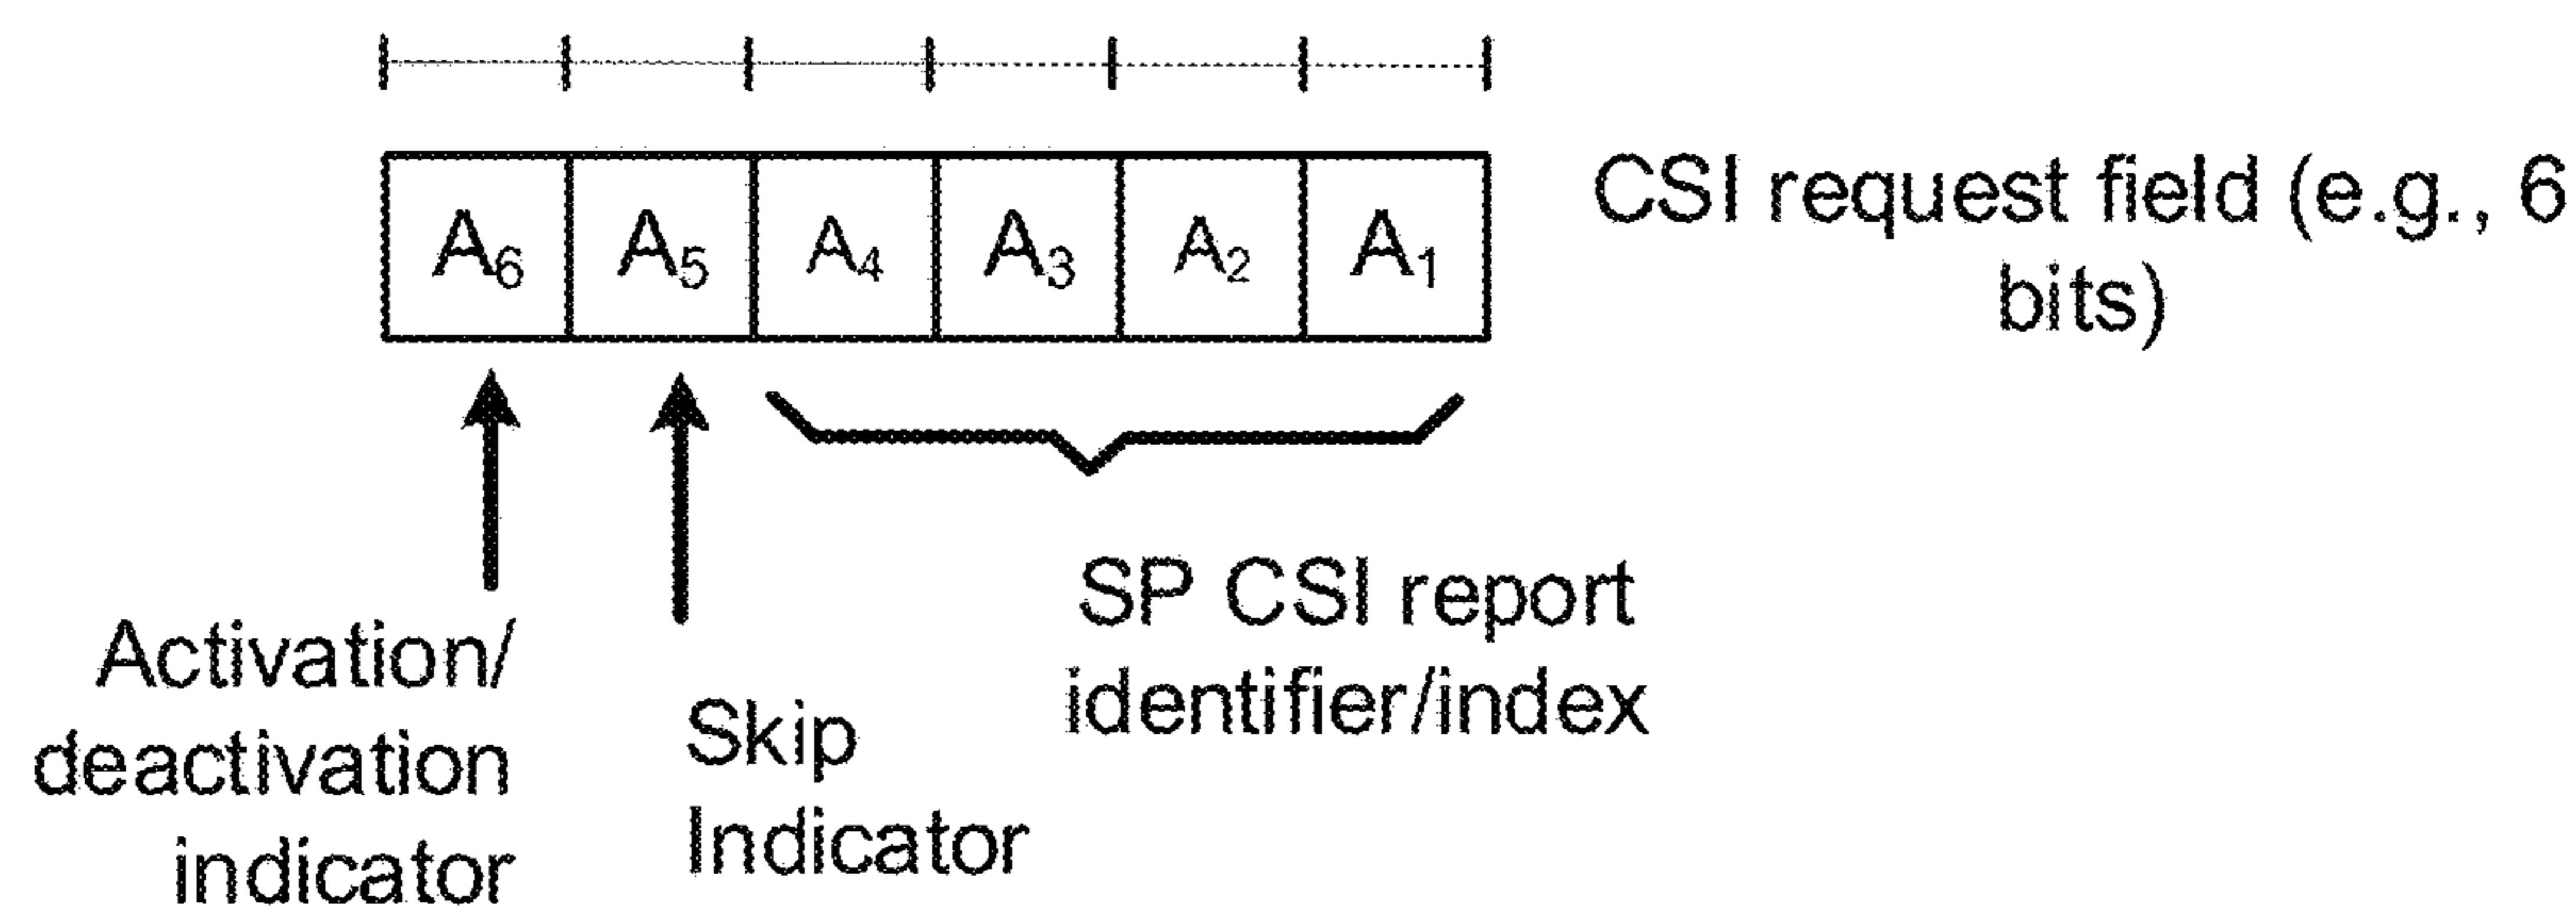 A6 A5 A4 A3 A2 A1
CSI request field (e.g., 6
bits)
Activation/
deactivation
indicator
Skip
Indicator
SP CSI report
identifier/index